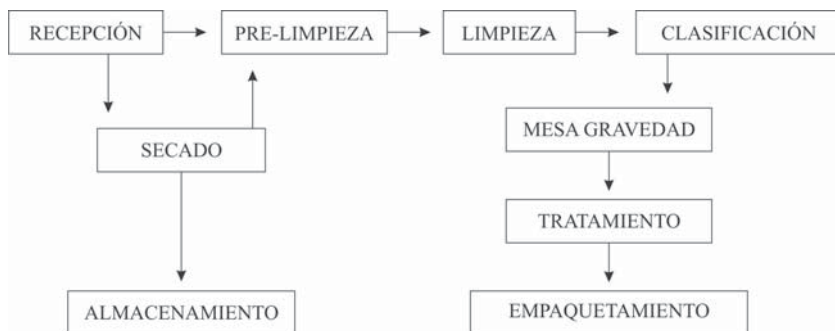 RECEPCIÓN
PRE-LIMPIEZA
LIMPIEZA
CLASIFICACIÓN
MESA GRAVEDAD
SECADO
TRATAMIENTO
ALMACENAMIENTO
EMPAQUETAMIENTO